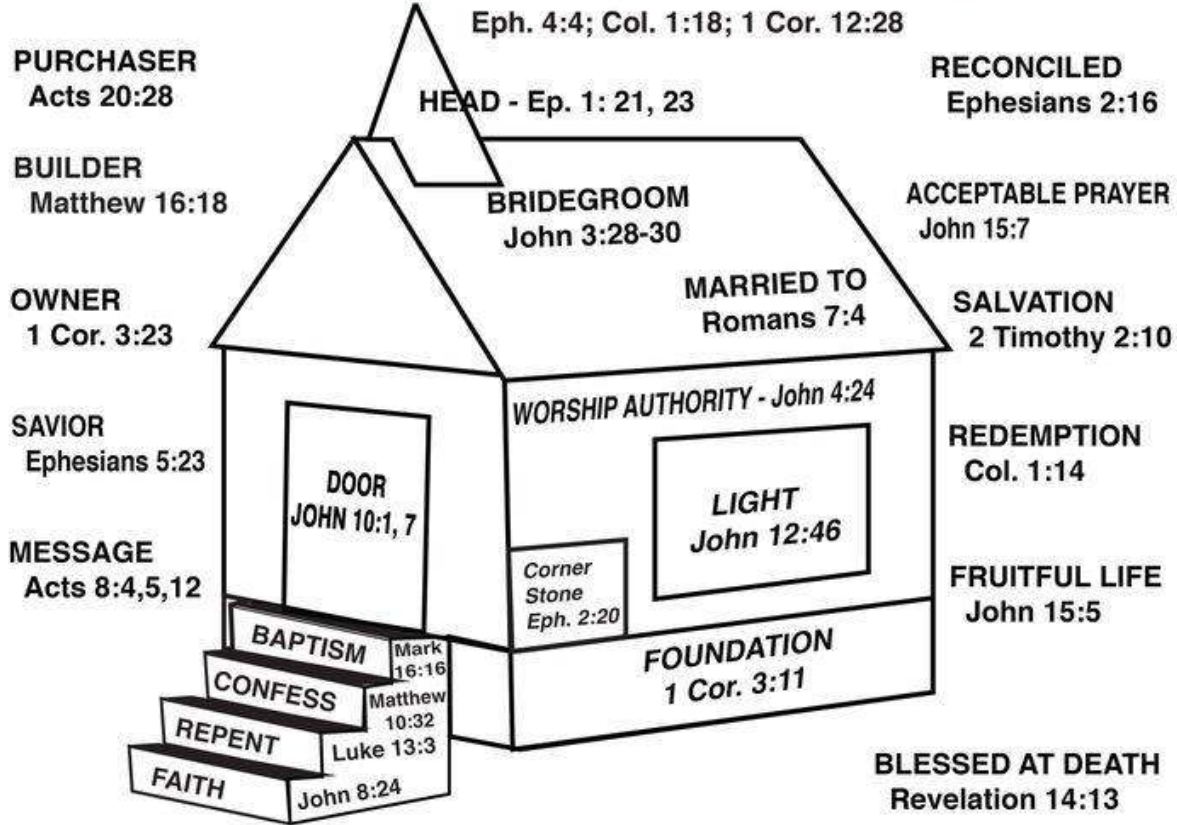 Eph. 4:4; Col. 1:18; 1 Cor. 12:28
HEAD - Ep. 1: 21, 23
PURCHASER
Acts 20:28
BUILDER
Matthew 16:18
OWNER
1 Cor. 3:23
SAVIOR
Ephesians 5:23
MESSAGE
Acts 8:4,5,12
BRIDEGROOM
John 3:28-30
MARRIED TO
Romans 7:4
WORSHIP AUTHORITY - John 4:24
DOOR
JOHN 10:1, 7
LIGHT
John 12:46
Corner
Stone
Eph. 2:20
FOUNDATION
1 Cor. 3:11
BAPTISM
Mark
16:16
CONFESS
Matthew
10:32
REPENT
Luke 13:3
FAITH
John 8:24
RECONCILED
Ephesians 2:16
ACCEPTABLE PRAYER
John 15:7
SALVATION
2 Timothy 2:10
REDEMPTION
Col. 1:14
FRUITFUL LIFE
John 15:5
BLESSED AT DEATH
Revelation 14:13